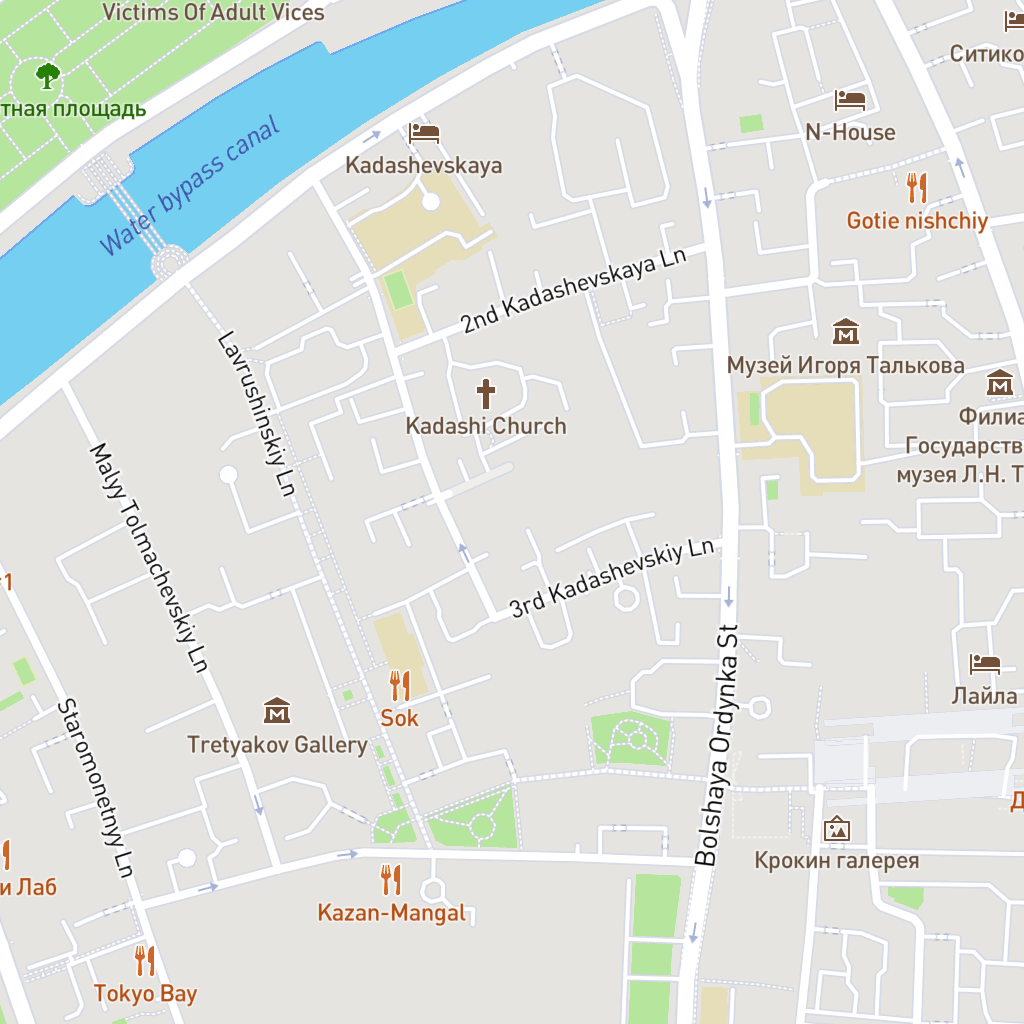 Victims Of Adult Vices
тная площадь
Water bypass canal
Kadashevskaya
N-House
Ситико
Gotie nishchiy
2nd Kadashevskaya Ln
Lavrushinskiy Ln
Музей Игоря Талькова
Kadashi Church
Филиа
Государств
музея Л.Н. Т
Malyy Tolmachevskiy Ln
3rd Kadashevskiy Ln
1
Bolshaya Ordynka St
Лайла
Sok
Tretyakov Gallery
Staromonetnyy Ln
Д
Крокин галерея
и Лаб
Kazan-Mangal
Tokyo Bay